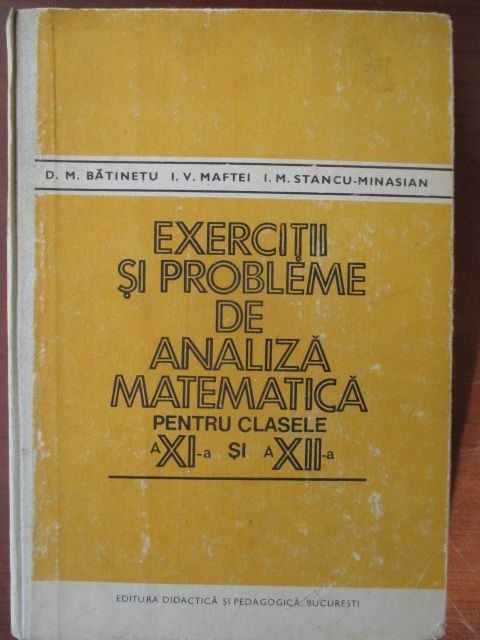 D. M. BĂTINEȚU I. V. MAFTEI I. M. STANCU-MINASIAN
EXERCIȚII
ȘI PROBLEME
DE
ANALIZĂ
MATEMATICĂ
PENTRU CLASELE
A XI-a ȘI A XII-a
EDITURA DIDACTICĂ ȘI PEDAGOGICĂ, BUCUREȘTI